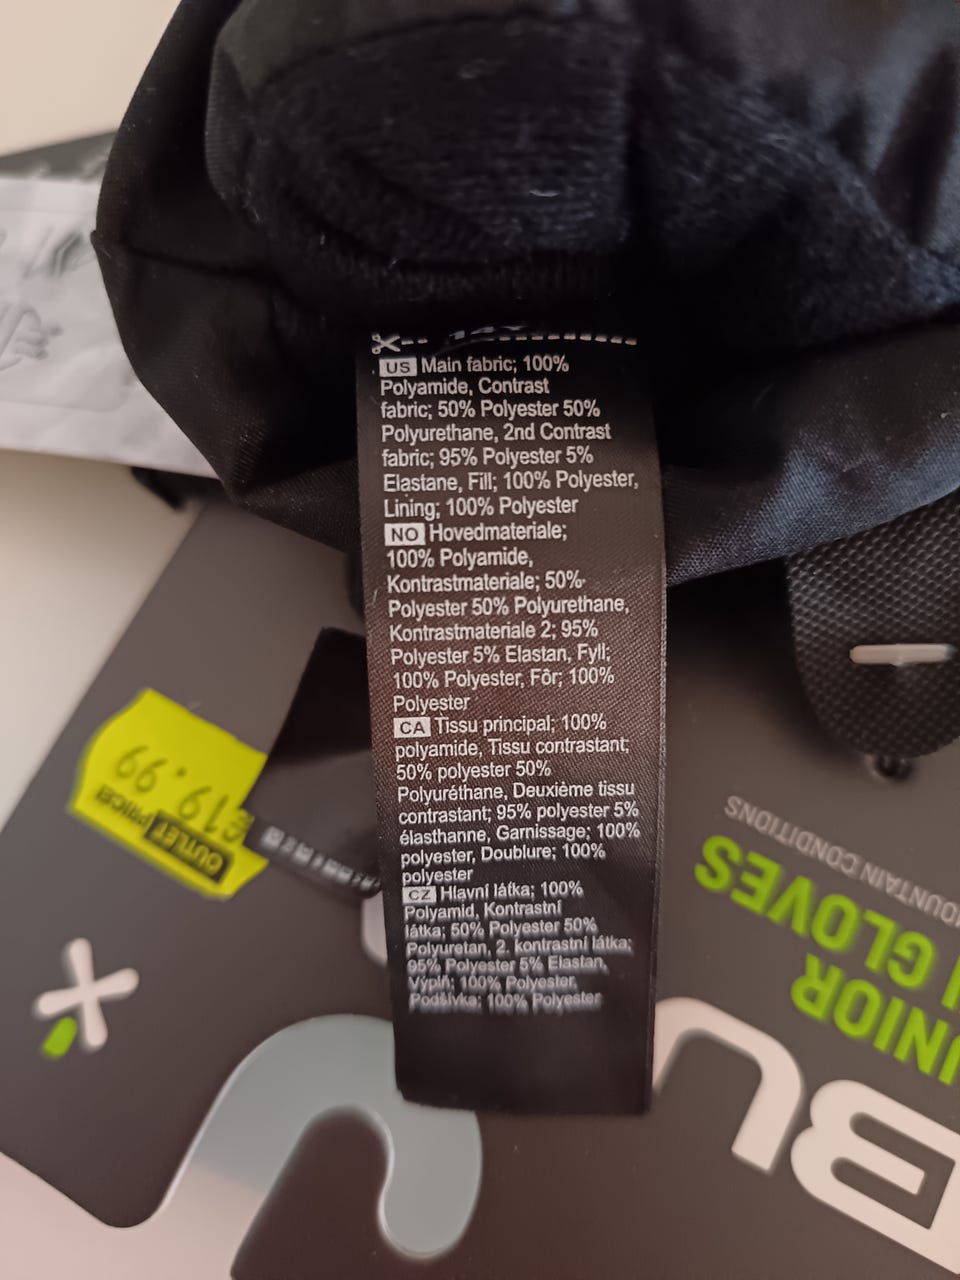 US Main fabric; 100%
Polyamide, Contrast
fabric; 50% Polyester 50%
Polyurethane, 2nd Contrast
fabric; 95% Polyester 5%
Elastane, Fill; 100% Polyester,
Lining; 100% Polyester
NO Hovedmateriale;
100% Polyamide,
Kontrastmateriale; 50%
Polyester 50% Polyurethane,
Kontrastmateriale 2; 95%
Polyester 5% Elastan, Fyll;
100% Polyester, Fôr; 100%
Polyester
CA Tissu principal; 100%
polyamide, Tissu contrastant;
50% polyester 50%
Polyuréthane, Deuxième tissu
contrastant; 95% polyester 5%
élasthanne, Garnissage; 100%
polyester, Doublure; 100%
polyester
CZ Hlavní látka; 100%
Polyamid, Kontrastní
látka; 50% Polyester 50%
Polyuretan, 2. kontrastní látka;
95% Polyester 5% Elastan,
Výplň; 100% Polyester,
Podšívka; 100% Polyester
OUTLET PRICE!
€19.99
CONDITIONS
GLOVES
BU